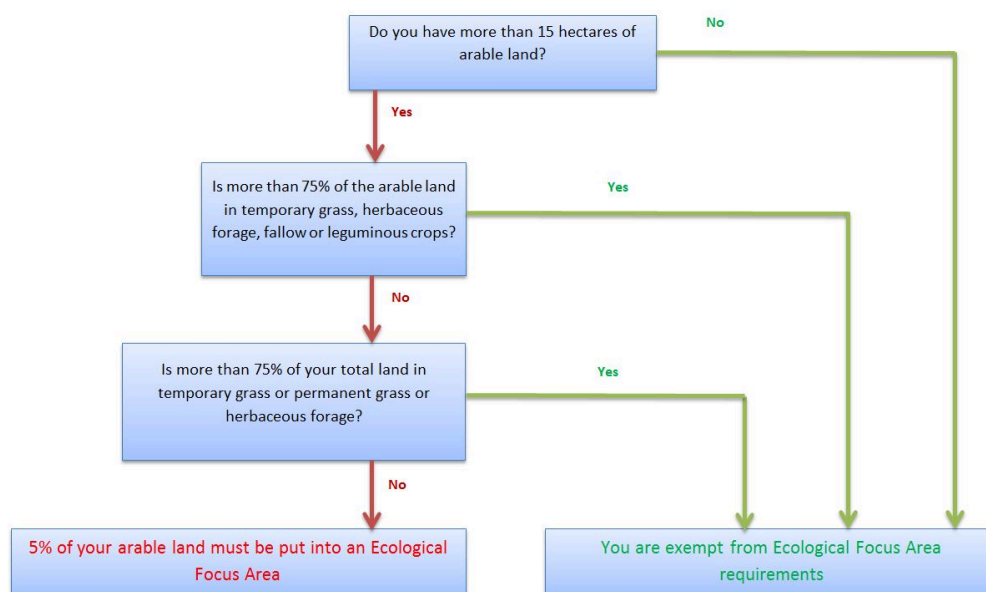 Do you have more than 15 hectares of
arable land?
No
Yes
Is more than 75% of the arable land
in temporary grass, herbaceous
forage, fallow or leguminous crops?
Yes
No
Is more than 75% of your total land in
temporary grass or permanent grass or
herbaceous forage?
Yes
No
5% of your arable land must be put into an Ecological
Focus Area
You are exempt from Ecological Focus Area
requirements